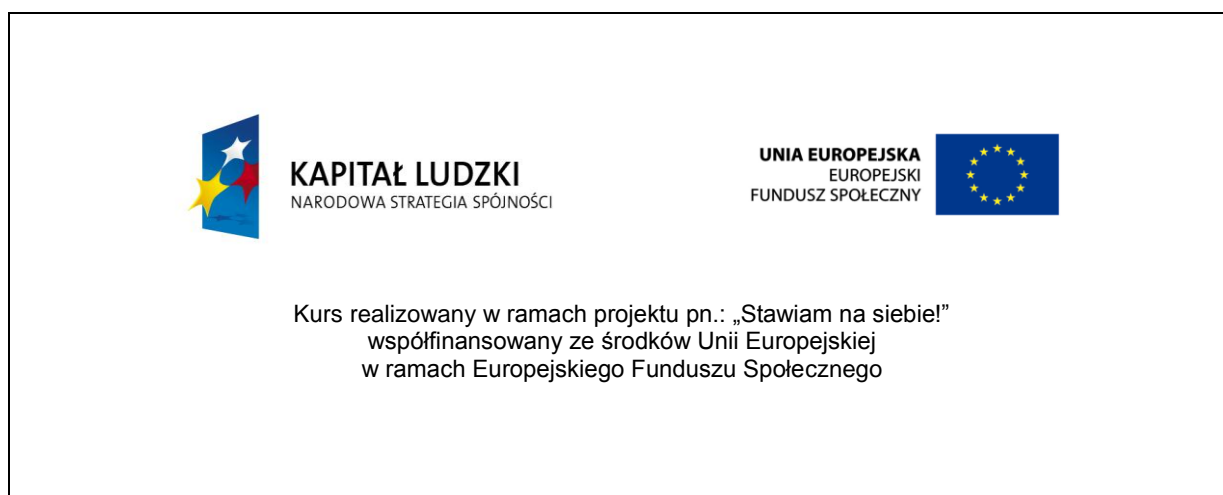 KAPITAŁ LUDZKI
NARODOWA STRATEGIA SPÓJNOŚCI
UNIA EUROPEJSKA
EUROPEJSKI
FUNDUSZ SPOŁECZNY
Kurs realizowany w ramach projektu pn.: „Stawiam na siebie!”
współfinansowany ze środków Unii Europejskiej
w ramach Europejskiego Funduszu Społecznego